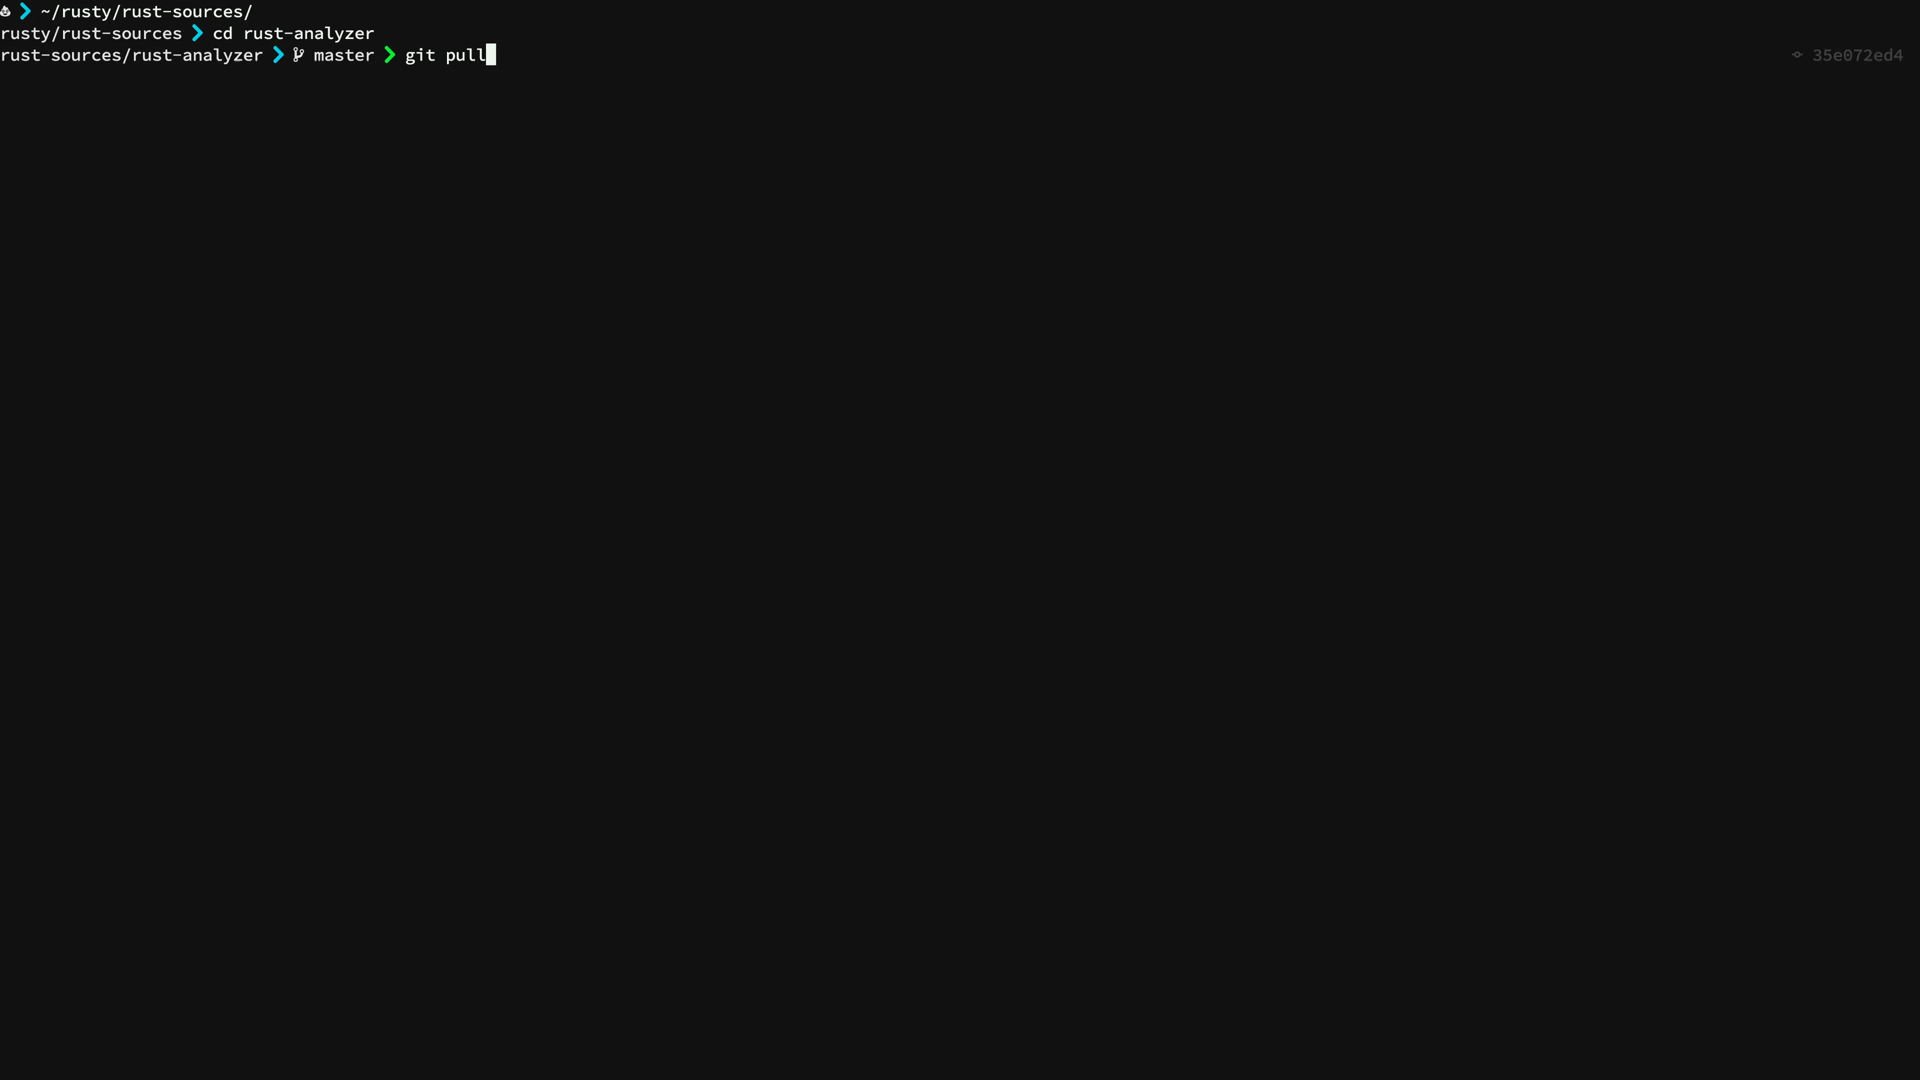 ~/rusty/rust-sources/
rusty/rust-sources ❯ cd rust-analyzer
rust-sources/rust-analyzer ❯ master ❯ git pull 35e072ed4